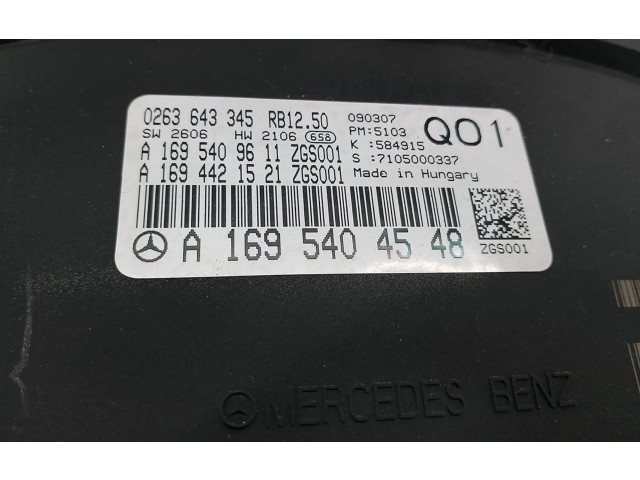 0263 643 345 RB12.50
SW 2606 HW 2106 658
A 169 540 96 11 ZGS001
A 169 442 15 21 ZGS001
090307
PM:5103
K :584915
S :7105000337
Made in Hungary
Q01
A 169 540 45 48
ZGS001
MERCEDES BENZ